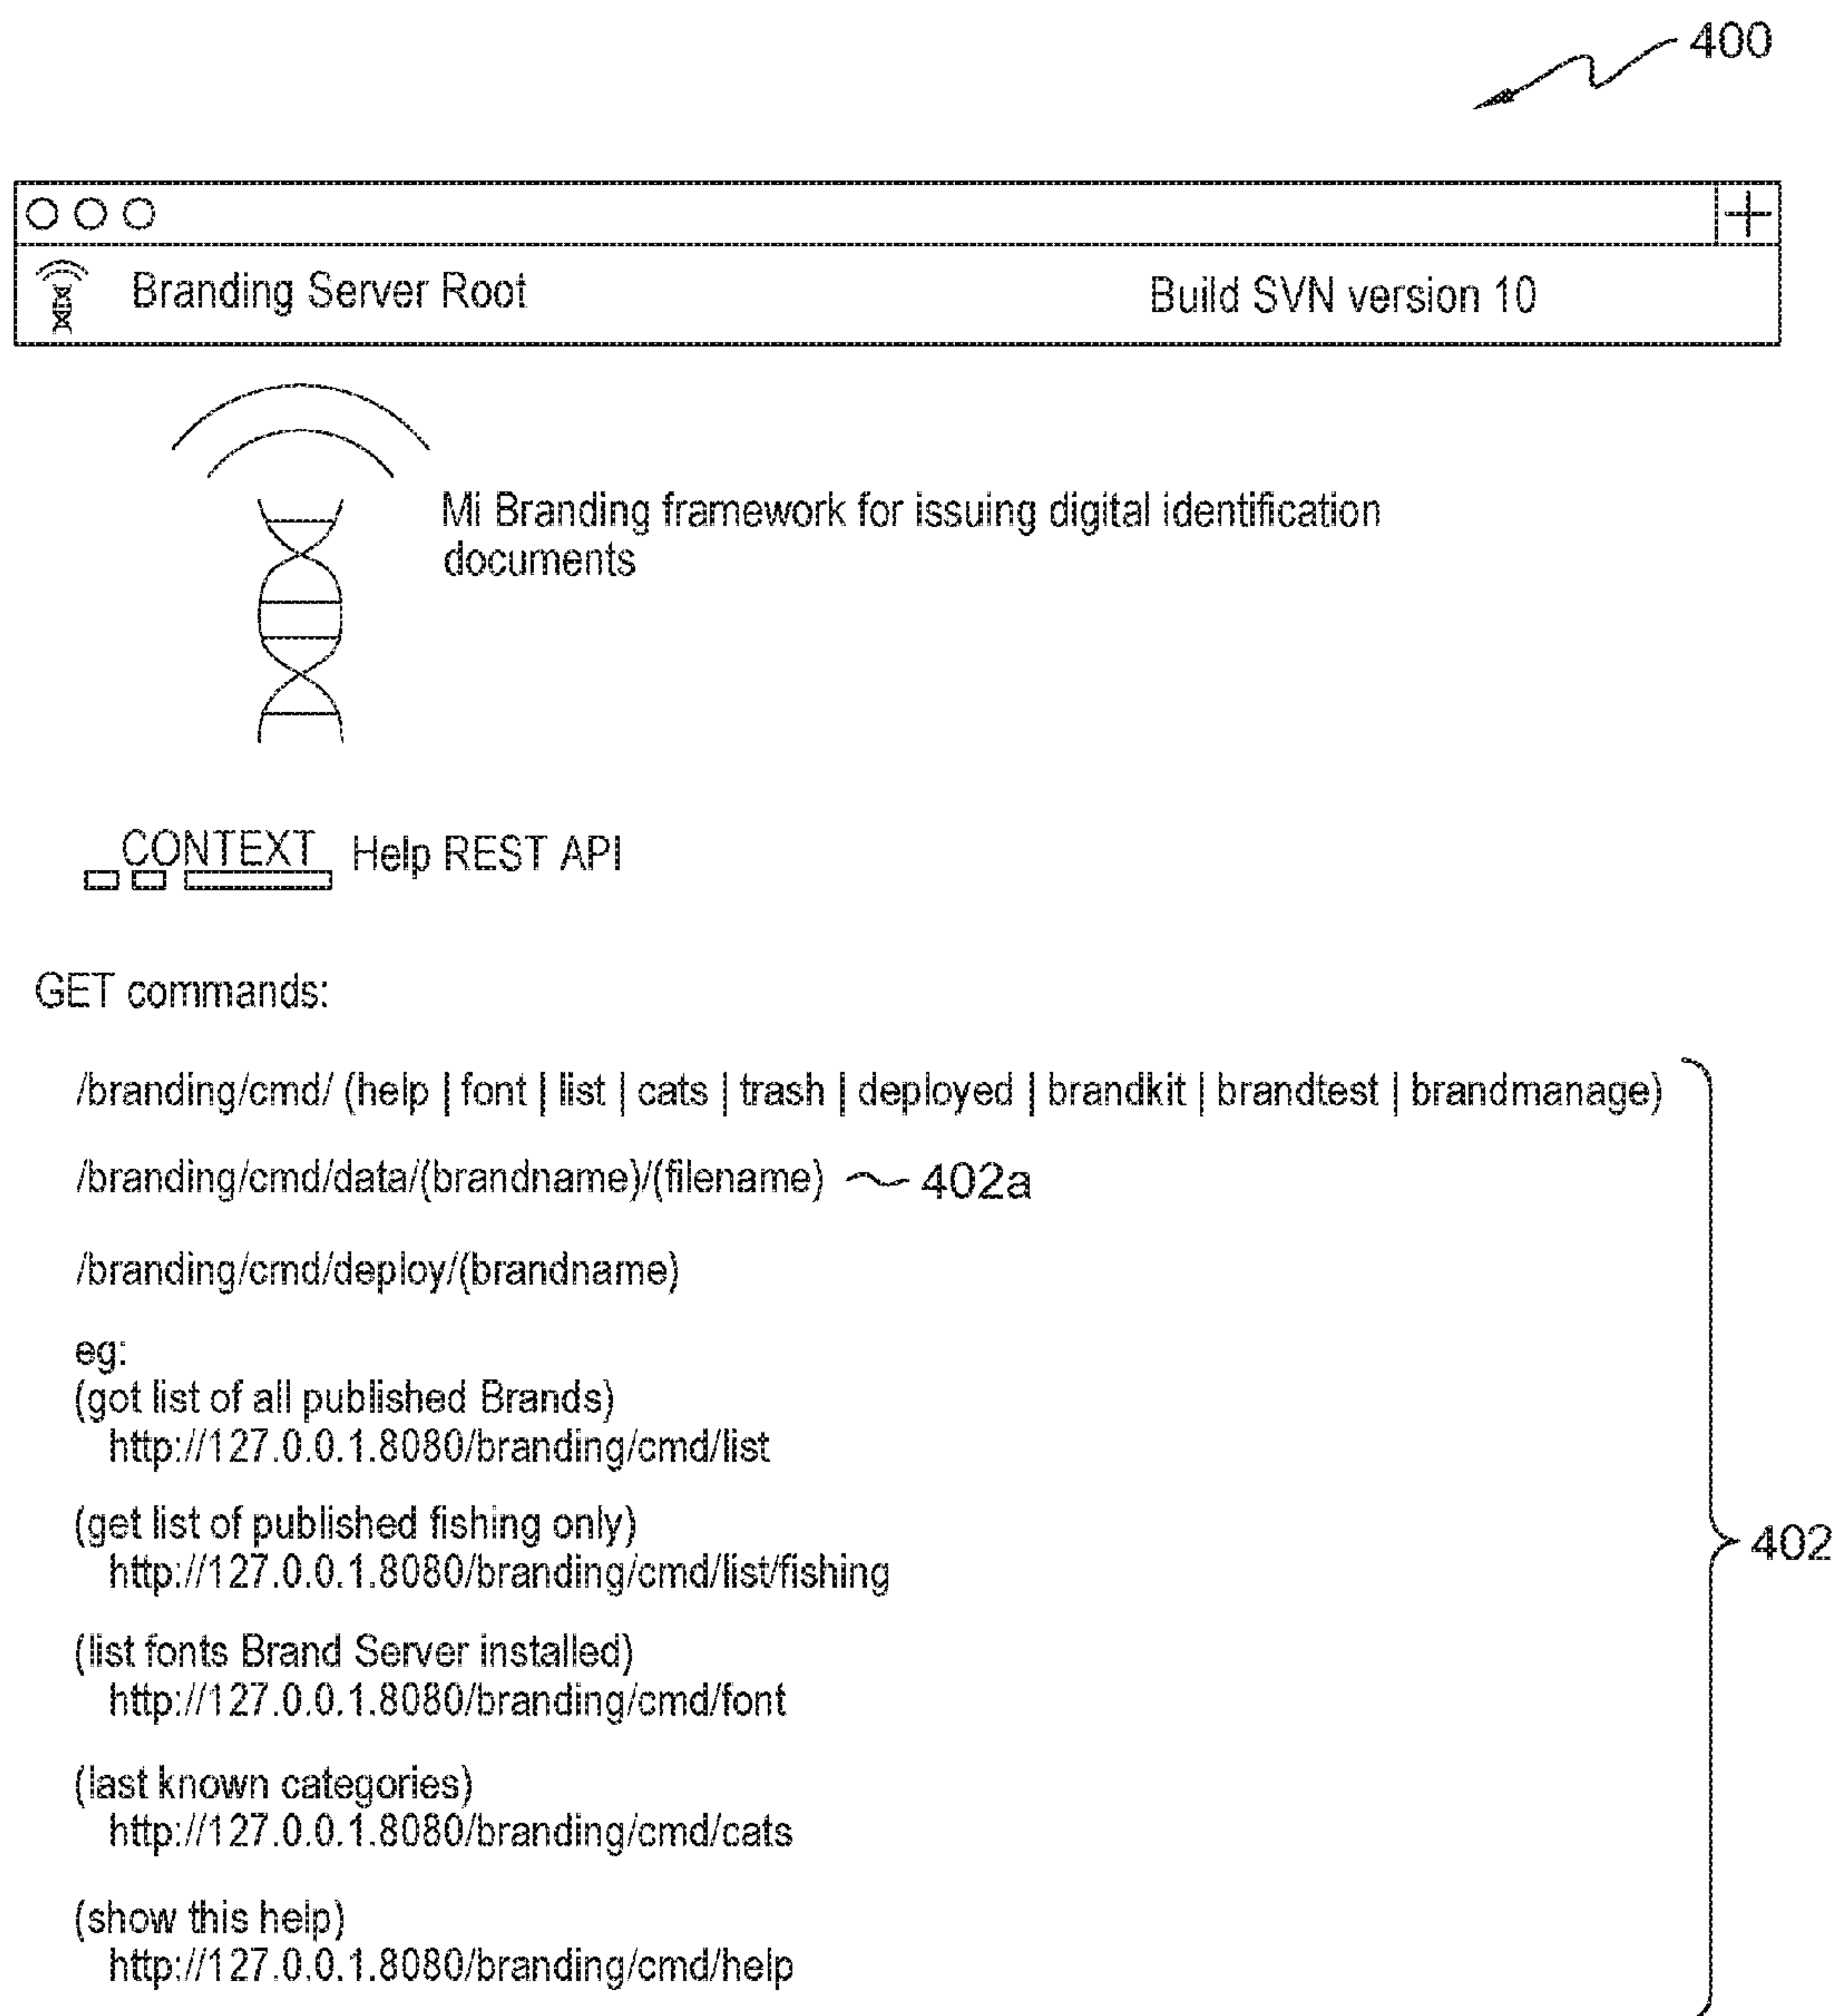 400
Branding Server Root Build SVN version 10
Mi Branding framework for issuing digital identification
documents
CONTEXT Help REST API
GET commands:
/branding/cmd/ (help | font | list | cats | trash | deployed | brandkit | brandtest | brandmanage)
/branding/cmd/data/(brandname)/(filename) 402a
/branding/cmd/deploy/(brandname)
eg:
(got list of all published Brands)
http://127.0.0.1.8080/branding/cmd/list
(get list of published fishing only)
http://127.0.0.1.8080/branding/cmd/list/fishing
402
(list fonts Brand Server installed)
http://127.0.0.1.8080/branding/cmd/font
(last known categories)
http://127.0.0.1.8080/branding/cmd/cats
(show this help)
http://127.0.0.1.8080/branding/cmd/help